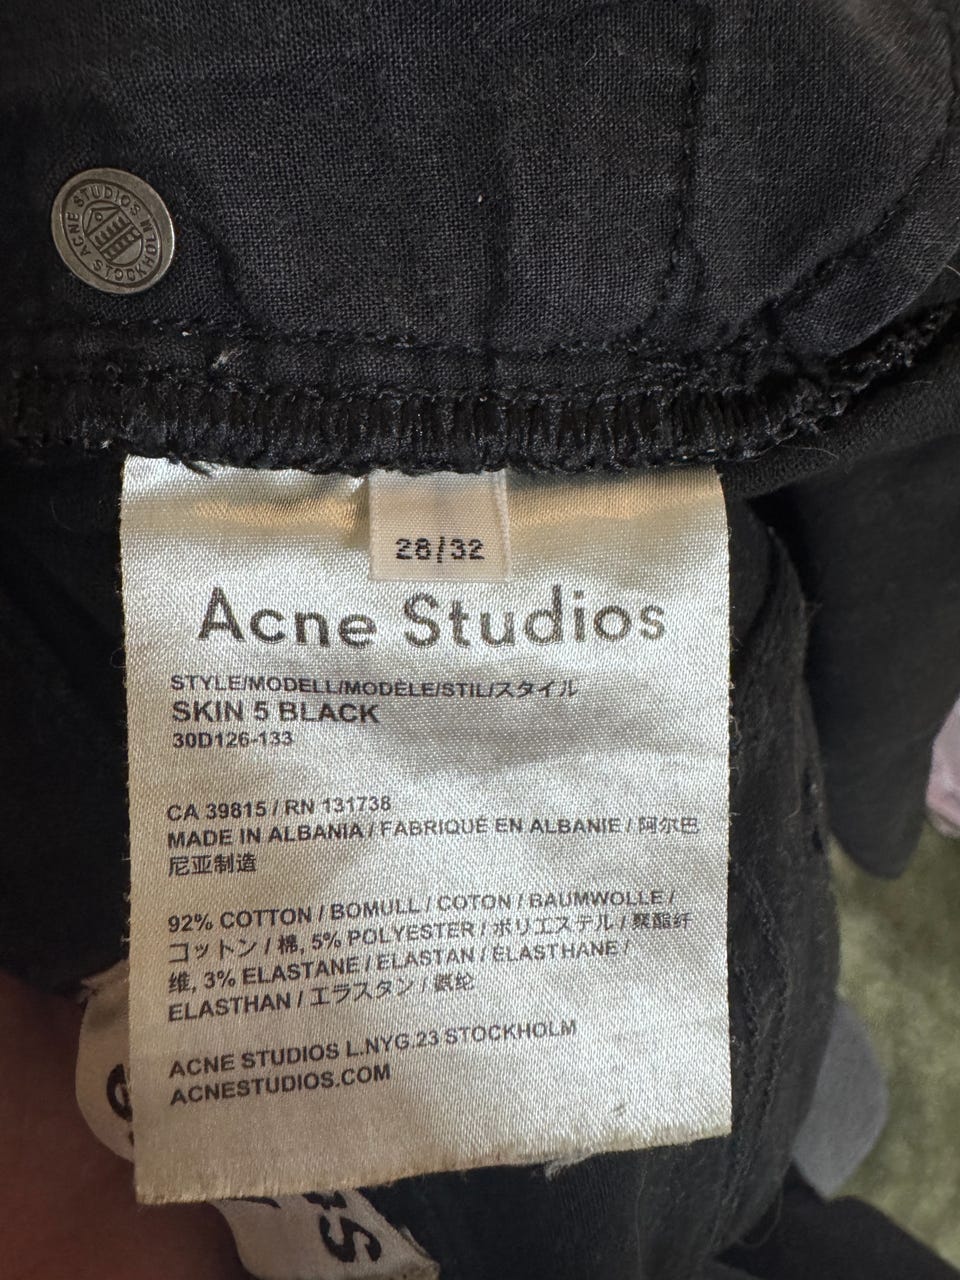 ACNE STUDIOS STOCKHOLM
28/32
Acne Studios
STYLE/MODELL/MODÈLE/STIL/スタイル
SKIN 5 BLACK
30D126-133
CA 39815 / RN 131738
MADE IN ALBANIA / FABRIQUÉ EN ALBANIE / 阿尔巴
尼亚制造
92% COTTON / BOMULL / COTON / BAUMWOLLE /
コットン / 棉, 5% POLYESTER / ポリエステル / 聚酯纤
维, 3% ELASTANE / ELASTAN / ÉLASTHANE /
ELASTHAN / エラスタン / 氨纶
ACNE STUDIOS L.NYG.23 STOCKHOLM
ACNESTUDIOS.COM